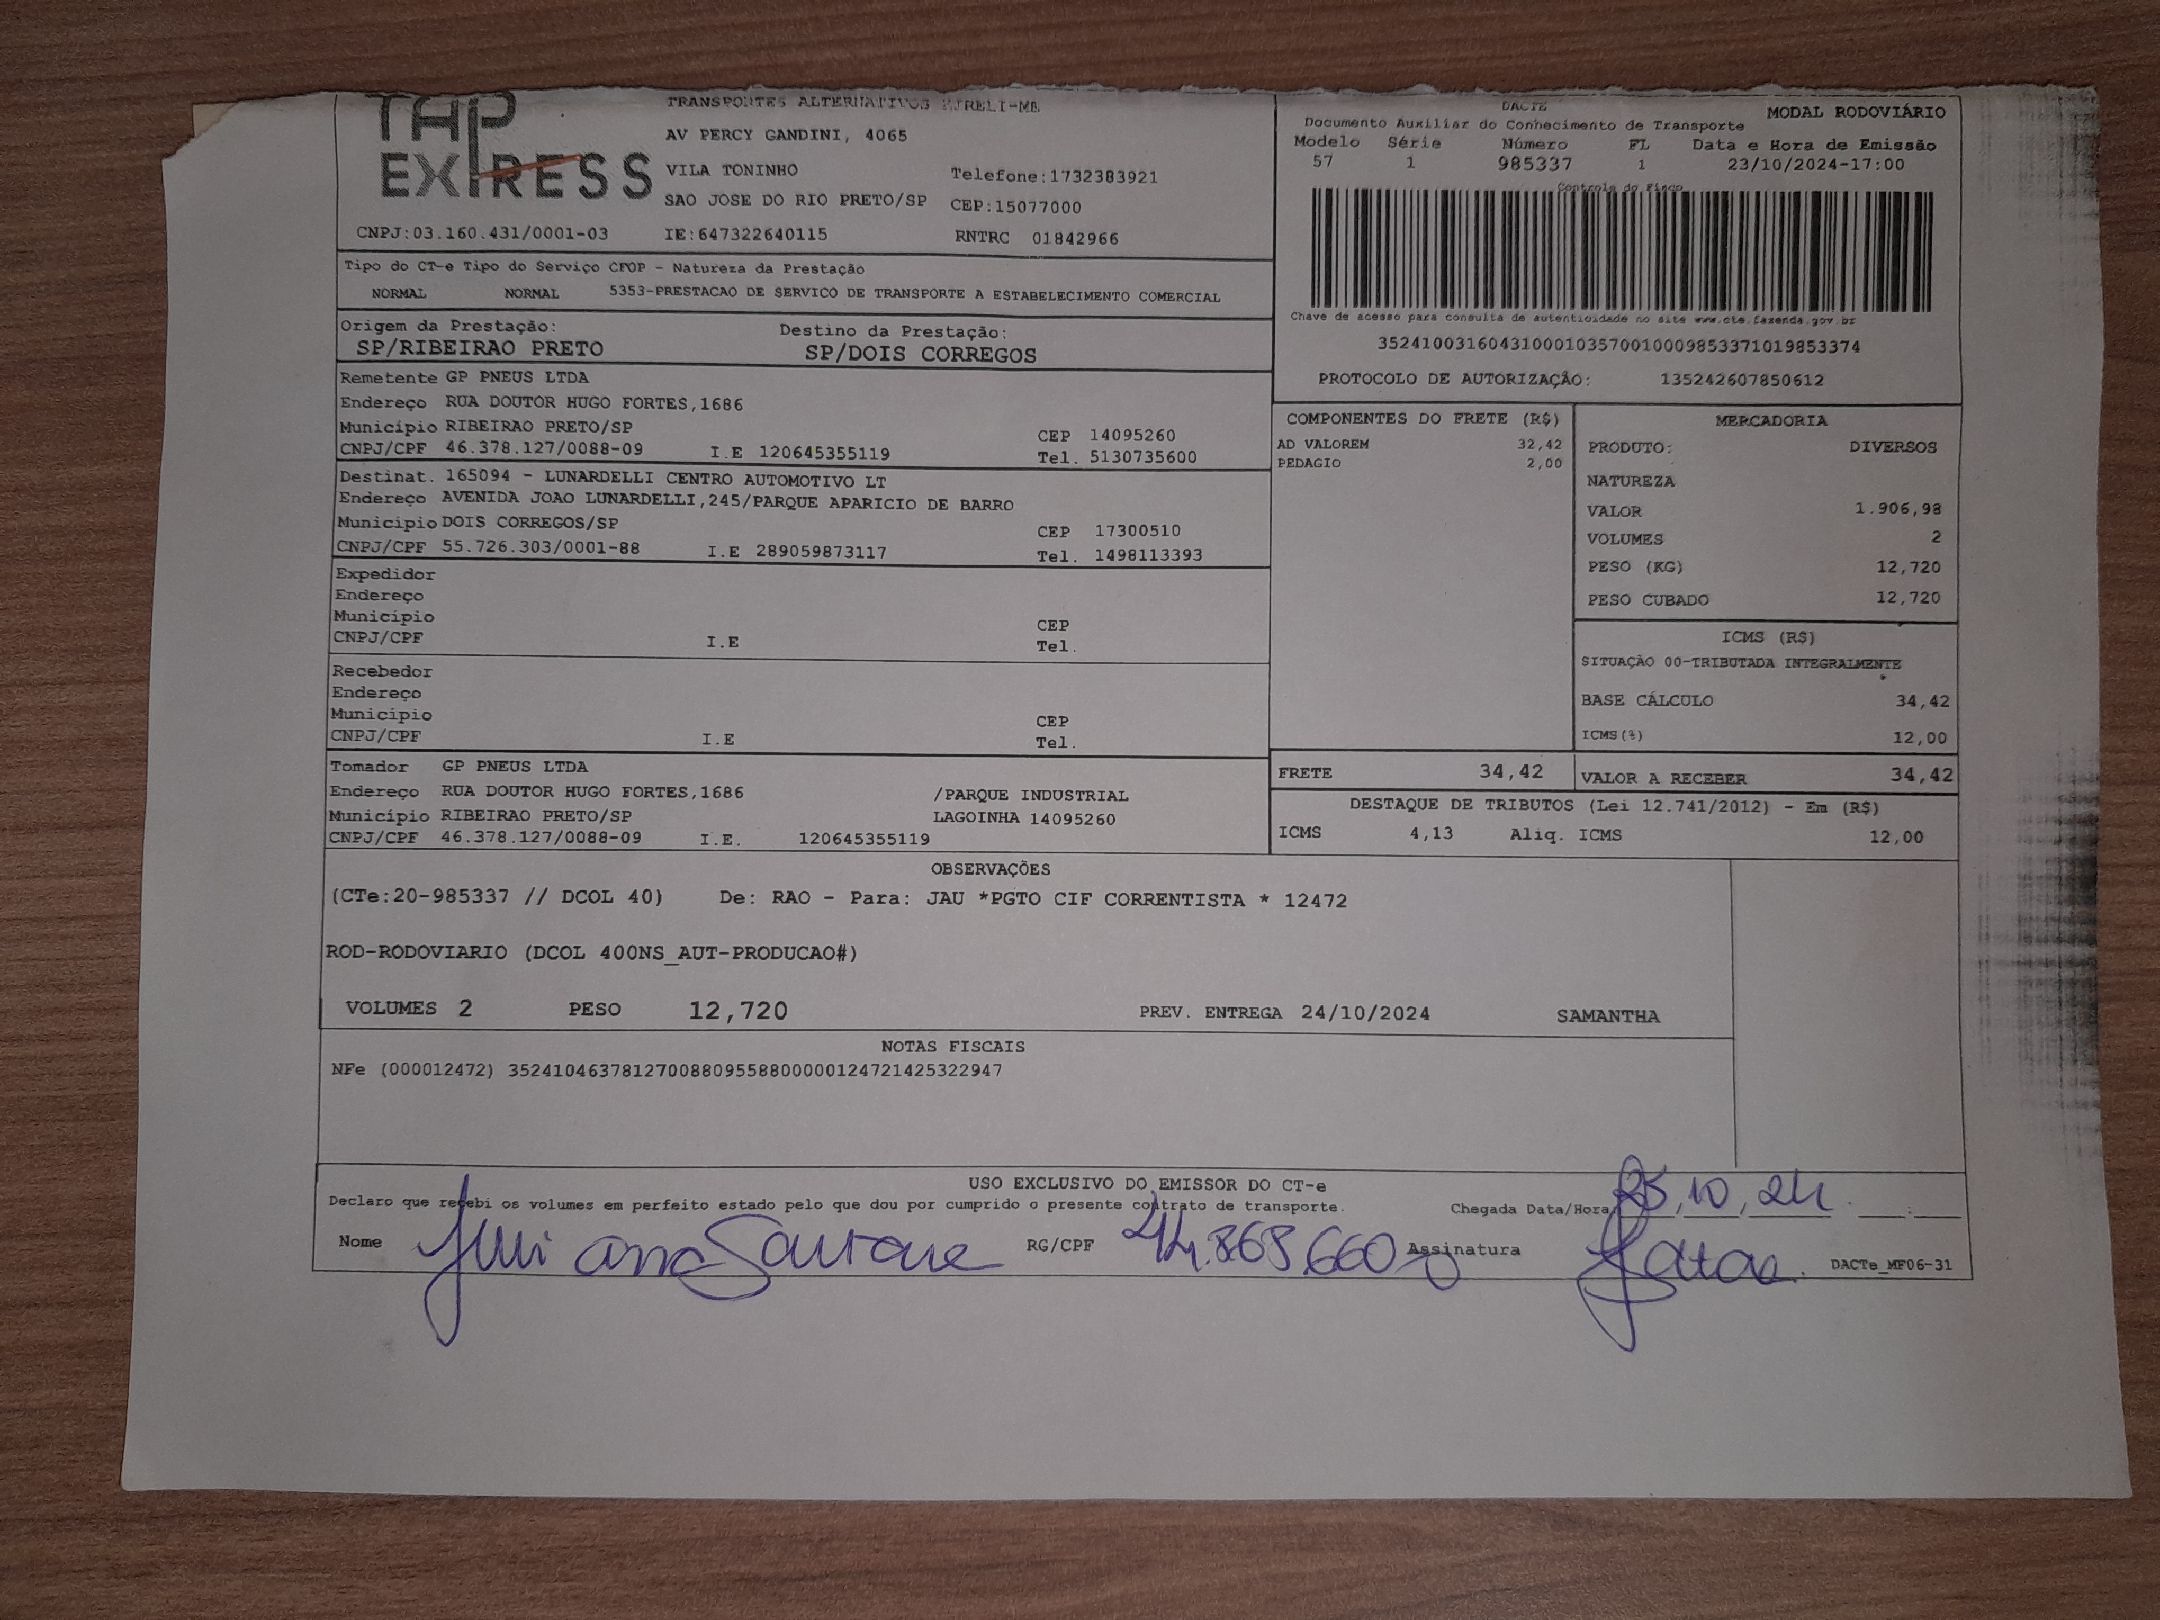 TAP
EXPRESS
TRANSPORTES ALTERNATIVOS EIRELI-ME
AV PERCY GANDINI, 4065
VILA TONINHO Telefone:1732383921
SAO JOSE DO RIO PRETO/SP CEP:15077000
CNPJ:03.160.431/0001-03 IE:647322640115 RNTRC 01842966
DACTE MODAL RODOVIÁRIO
Documento Auxiliar do Conhecimento de Transporte
Modelo Série Número FL Data e Hora de Emissão
57 1 985337 1 23/10/2024-17:00
Controle do Fisco
Chave de acesso para consulta de autenticidade no site www.cte.fazenda.gov.br
35241003160431000103570010009853371019853374
PROTOCOLO DE AUTORIZAÇÃO: 135242607850612
Tipo do CT-e Tipo do Serviço CFOP - Natureza da Prestação
NORMAL NORMAL 5353-PRESTACAO DE SERVICO DE TRANSPORTE A ESTABELECIMENTO COMERCIAL
Origem da Prestação: Destino da Prestação:
SP/RIBEIRAO PRETO SP/DOIS CORREGOS
Remetente GP PNEUS LTDA
Endereço RUA DOUTOR HUGO FORTES,1686
Município RIBEIRAO PRETO/SP CEP 14095260
CNPJ/CPF 46.378.127/0088-09 I.E 120645355119 Tel. 5130735600
Destinat. 165094 - LUNARDELLI CENTRO AUTOMOTIVO LT
Endereço AVENIDA JOAO LUNARDELLI,245/PARQUE APARICIO DE BARRO
Município DOIS CORREGOS/SP CEP 17300510
CNPJ/CPF 55.726.303/0001-88 I.E 289059873117 Tel. 1498113393
Expedidor
Endereço
Município CEP
CNPJ/CPF I.E Tel.
Recebedor
Endereço
Município CEP
CNPJ/CPF I.E Tel.
Tomador GP PNEUS LTDA
Endereço RUA DOUTOR HUGO FORTES,1686 /PARQUE INDUSTRIAL
Município RIBEIRAO PRETO/SP LAGOINHA 14095260
CNPJ/CPF 46.378.127/0088-09 I.E. 120645355119
COMPONENTES DO FRETE (R$)
AD VALOREM 32,42
PEDAGIO 2,00
MERCADORIA
PRODUTO: DIVERSOS
NATUREZA
VALOR 1.906,98
VOLUMES 2
PESO (KG) 12,720
PESO CUBADO 12,720
ICMS (R$)
SITUAÇÃO 00-TRIBUTADA INTEGRALMENTE
BASE CÁLCULO 34,42
ICMS(%) 12,00
FRETE 34,42 VALOR A RECEBER 34,42
DESTAQUE DE TRIBUTOS (Lei 12.741/2012) - Em (R$)
ICMS 4,13 Aliq. ICMS 12,00
OBSERVAÇÕES
(CTe:20-985337 // DCOL 40) De: RAO - Para: JAU *PGTO CIF CORRENTISTA * 12472
ROD-RODOVIARIO (DCOL 400NS_AUT-PRODUCAO#)
VOLUMES 2 PESO 12,720 PREV. ENTREGA 24/10/2024 SAMANTHA
NOTAS FISCAIS
NFe (000012472) 35241046378127008809558800000124721425322947
USO EXCLUSIVO DO EMISSOR DO CT-e
Declaro que recebi os volumes em perfeito estado pelo que dou por cumprido o presente contrato de transporte. Chegada Data/Hora 25,10,24 :
Nome RG/CPF 44.868.660 Assinatura DACTe_MF06-31